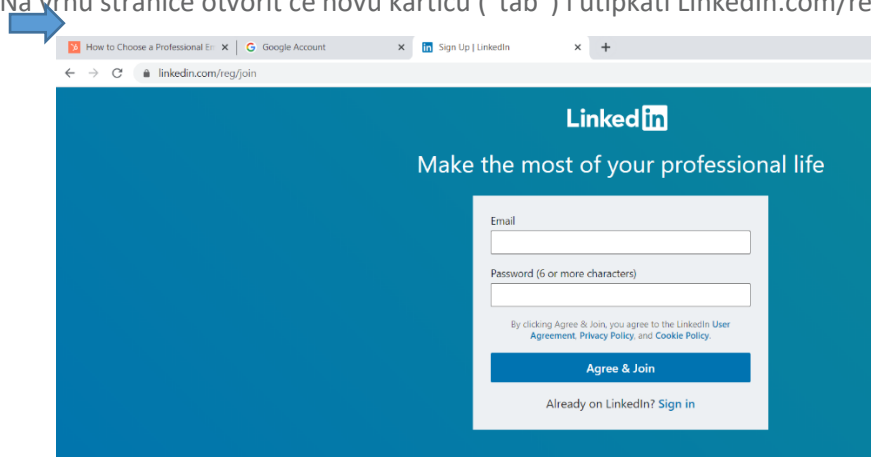 Na vrhu stranice otvorit će novu karticu ("tab") i utipkati Linkedin.com/re
How to Choose a Professional En
Google Account
Sign Up | LinkedIn
linkedin.com/reg/join
Linked in
Make the most of your professional life
Email
Password (6 or more characters)
By clicking Agree & Join, you agree to the LinkedIn User
Agreement, Privacy Policy, and Cookie Policy.
Agree & Join
Already on LinkedIn? Sign in